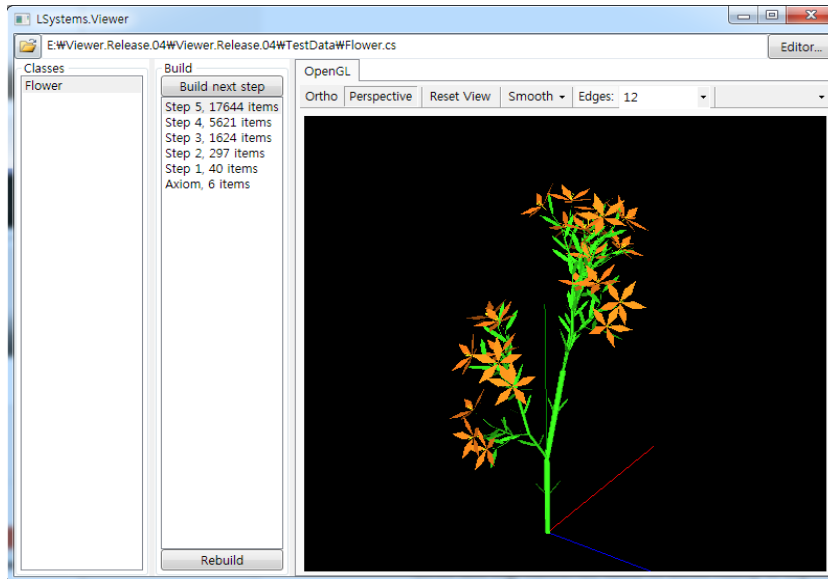 LSystems.Viewer
E:₩Viewer.Release.04₩Viewer.Release.04₩TestData₩Flower.cs
Editor...
Classes
Flower
Build
Build next step
Step 5, 17644 items
Step 4, 5621 items
Step 3, 1624 items
Step 2, 297 items
Step 1, 40 items
Axiom, 6 items
Rebuild
OpenGL
Ortho Perspective Reset View Smooth Edges: 12